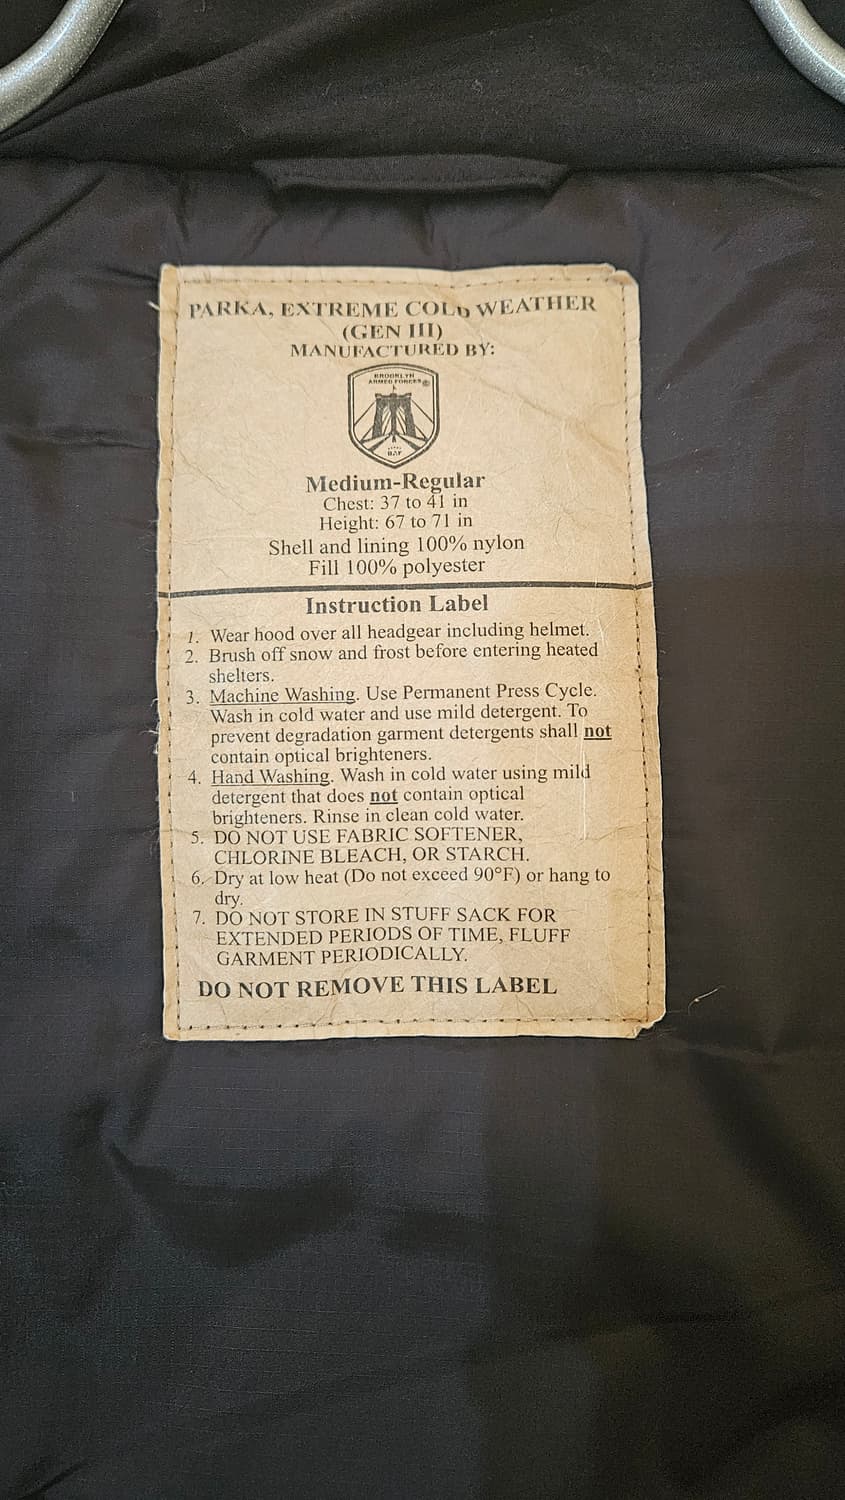 PARKA, EXTREME COLD WEATHER
(GEN III)
MANUFACTURED BY:
BROOKLYN
ARMED FORCES®
BAF
Medium-Regular
Chest: 37 to 41 in
Height: 67 to 71 in
Shell and lining 100% nylon
Fill 100% polyester
Instruction Label
1. Wear hood over all headgear including helmet.
2. Brush off snow and frost before entering heated
shelters.
3. Machine Washing. Use Permanent Press Cycle.
Wash in cold water and use mild detergent. To
prevent degradation garment detergents shall not
contain optical brighteners.
4. Hand Washing. Wash in cold water using mild
detergent that does not contain optical
brighteners. Rinse in clean cold water.
5. DO NOT USE FABRIC SOFTENER,
CHLORINE BLEACH, OR STARCH.
6. Dry at low heat (Do not exceed 90°F) or hang to
dry.
7. DO NOT STORE IN STUFF SACK FOR
EXTENDED PERIODS OF TIME, FLUFF
GARMENT PERIODICALLY.
DO NOT REMOVE THIS LABEL